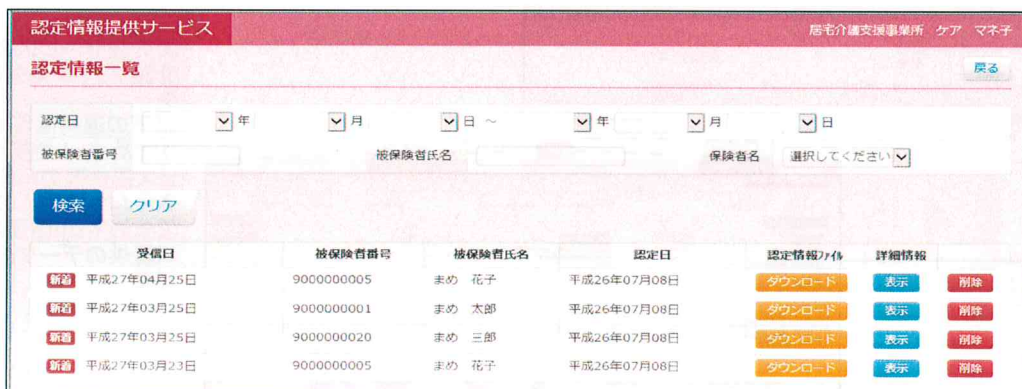 認定情報提供サービス 居宅介護支援事業所 ケア マネ子
認定情報一覧 戻る
認定日 年 月 日 ~ 年 月 日
被保険者番号 被保険者氏名 保険者名 選択してください
検索 クリア
受信日 被保険者番号 被保険者氏名 認定日 認定情報ファイル 詳細情報
新着 平成27年04月25日 9000000005 まめ 花子 平成26年07月08日 ダウンロード 表示 削除
新着 平成27年03月25日 9000000001 まめ 太郎 平成26年07月08日 ダウンロード 表示 削除
新着 平成27年03月25日 9000000020 まめ 三郎 平成26年07月08日 ダウンロード 表示 削除
新着 平成27年03月23日 9000000005 まめ 花子 平成26年07月08日 ダウンロード 表示 削除